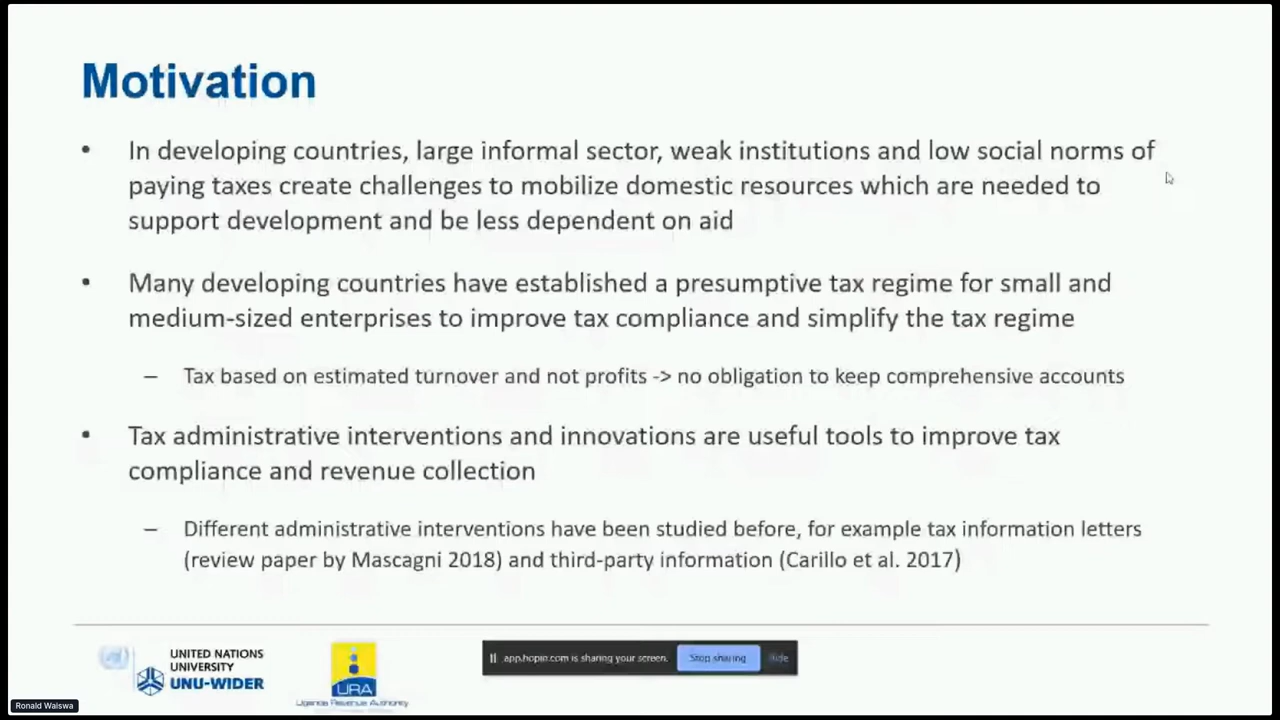 Motivation
• In developing countries, large informal sector, weak institutions and low social norms of
paying taxes create challenges to mobilize domestic resources which are needed to
support development and be less dependent on aid
• Many developing countries have established a presumptive tax regime for small and
medium-sized enterprises to improve tax compliance and simplify the tax regime
– Tax based on estimated turnover and not profits -> no obligation to keep comprehensive accounts
• Tax administrative interventions and innovations are useful tools to improve tax
compliance and revenue collection
– Different administrative interventions have been studied before, for example tax information letters
(review paper by Mascagni 2018) and third-party information (Carillo et al. 2017)
UNITED NATIONS
UNIVERSITY
UNU-WIDER
URA
Uganda Revenue Authority
app.hopin.com is sharing your screen.
Stop sharing
Hide
Ronald Waiswa